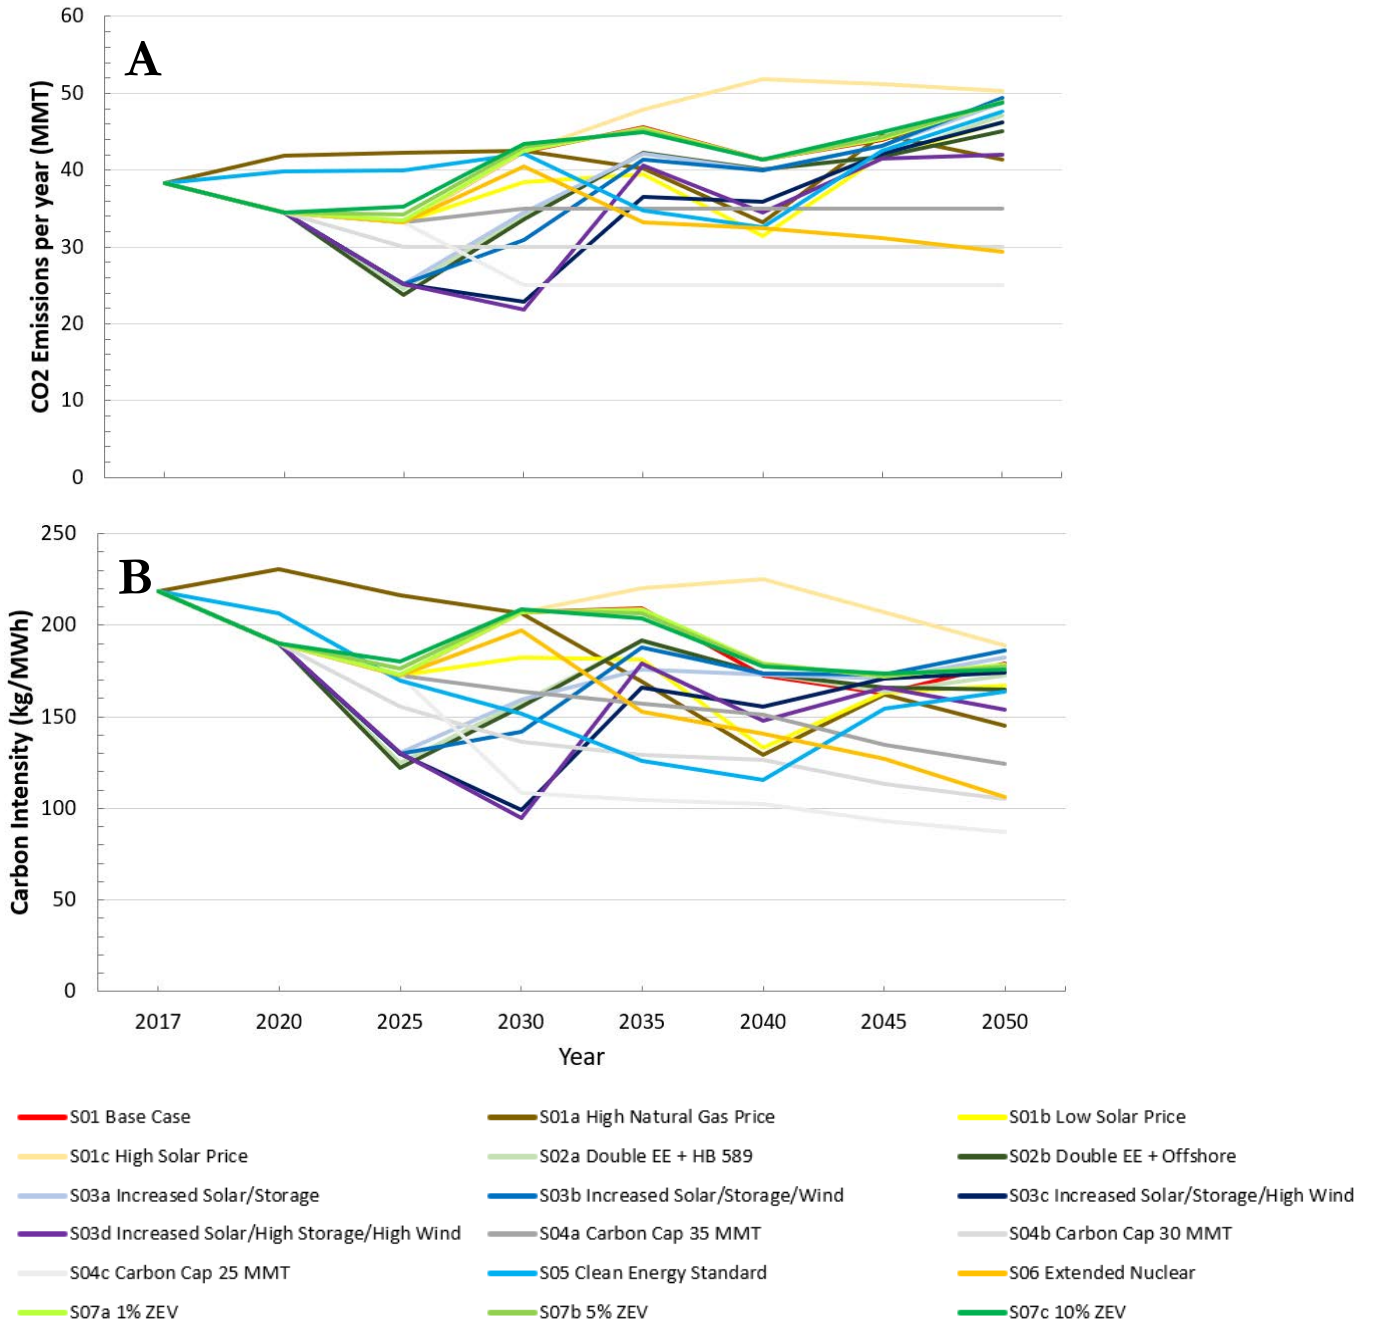 A
CO2 Emissions per year (MMT)
60
50
40
30
20
10
0
B
Carbon Intensity (kg/MWh)
250
200
150
100
50
0
2017 2020 2025 2030 2035 2040 2045 2050
Year
S01 Base Case S01a High Natural Gas Price S01b Low Solar Price
S01c High Solar Price S02a Double EE + HB 589 S02b Double EE + Offshore
S03a Increased Solar/Storage S03b Increased Solar/Storage/Wind S03c Increased Solar/Storage/High Wind
S03d Increased Solar/High Storage/High Wind S04a Carbon Cap 35 MMT S04b Carbon Cap 30 MMT
S04c Carbon Cap 25 MMT S05 Clean Energy Standard S06 Extended Nuclear
S07a 1% ZEV S07b 5% ZEV S07c 10% ZEV